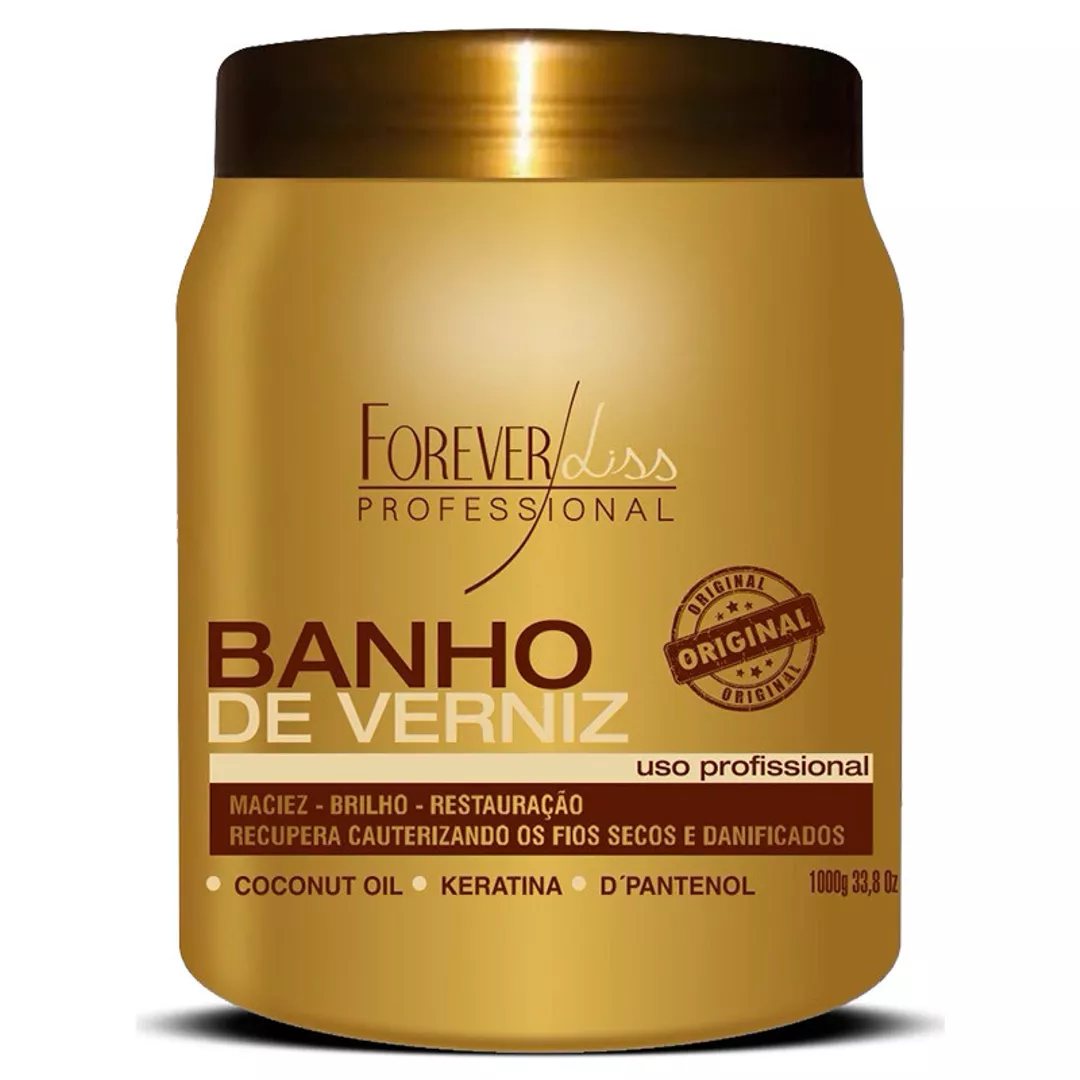 FOREVER Liss
PROFESSIONAL
ORIGINAL
ORIGINAL
ORIGINAL
BANHO
DE VERNIZ
uso profissional
MACIEZ - BRILHO - RESTAURAÇÃO
RECUPERA CAUTERIZANDO OS FIOS SECOS E DANIFICADOS
• COCONUT OIL • KERATINA • D´PANTENOL
1000g 33,8 Oz